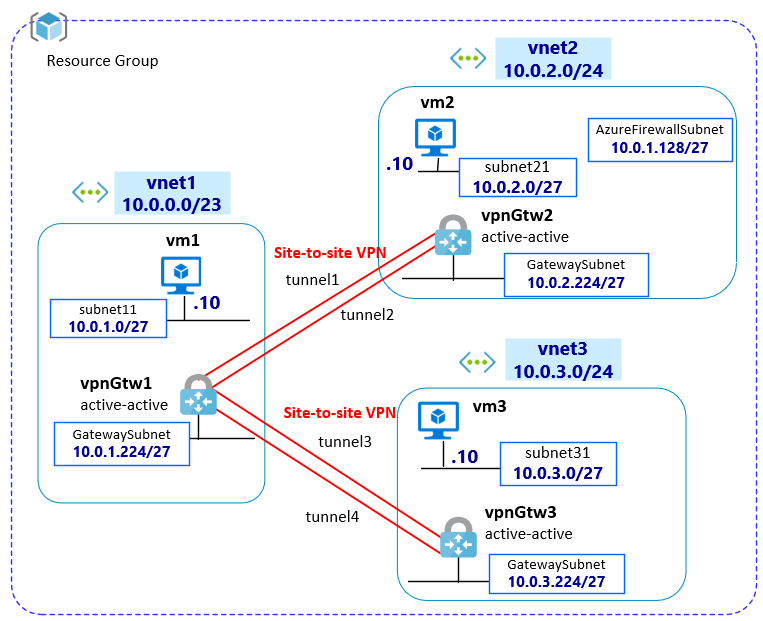 Resource Group
vnet2
10.0.2.0/24
vm2
.10
subnet21
10.0.2.0/27
AzureFirewallSubnet
10.0.1.128/27
vpnGtw2
active-active
GatewaySubnet
10.0.2.224/27
vnet1
10.0.0.0/23
vm1
.10
subnet11
10.0.1.0/27
vpnGtw1
active-active
GatewaySubnet
10.0.1.224/27
Site-to-site VPN
tunnel1
tunnel2
Site-to-site VPN
tunnel3
tunnel4
vnet3
10.0.3.0/24
vm3
.10
subnet31
10.0.3.0/27
vpnGtw3
active-active
GatewaySubnet
10.0.3.224/27